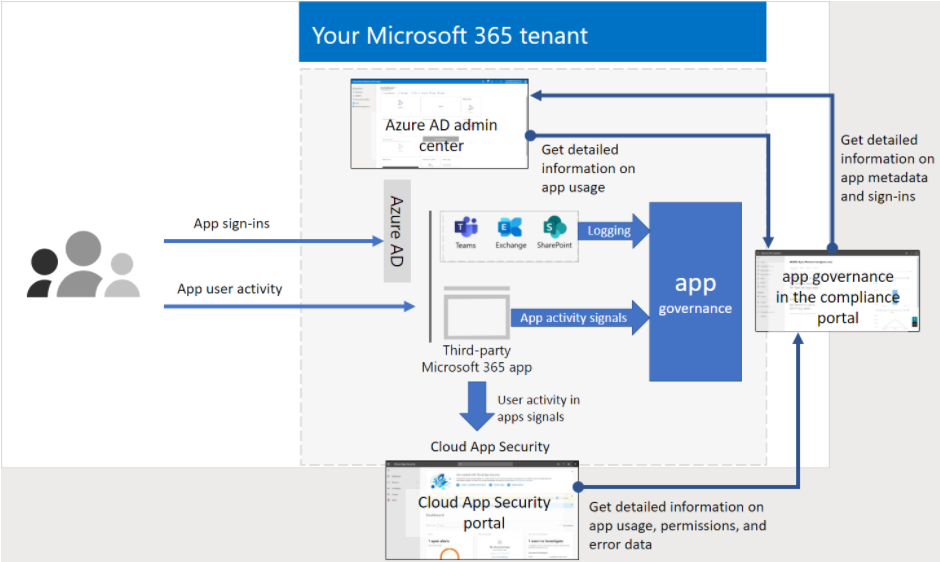 Your Microsoft 365 tenant
Azure AD admin
center
Get detailed
information on
app usage
Get detailed
information on
app metadata
and sign-ins
Azure AD
App sign-ins
App user activity
Teams
Exchange
SharePoint
Logging
app
governance
app governance
in the compliance
portal
App activity signals
Third-party
Microsoft 365 app
User activity in
apps signals
Cloud App Security
Cloud App Security
portal
Get detailed information on
app usage, permissions, and
error data